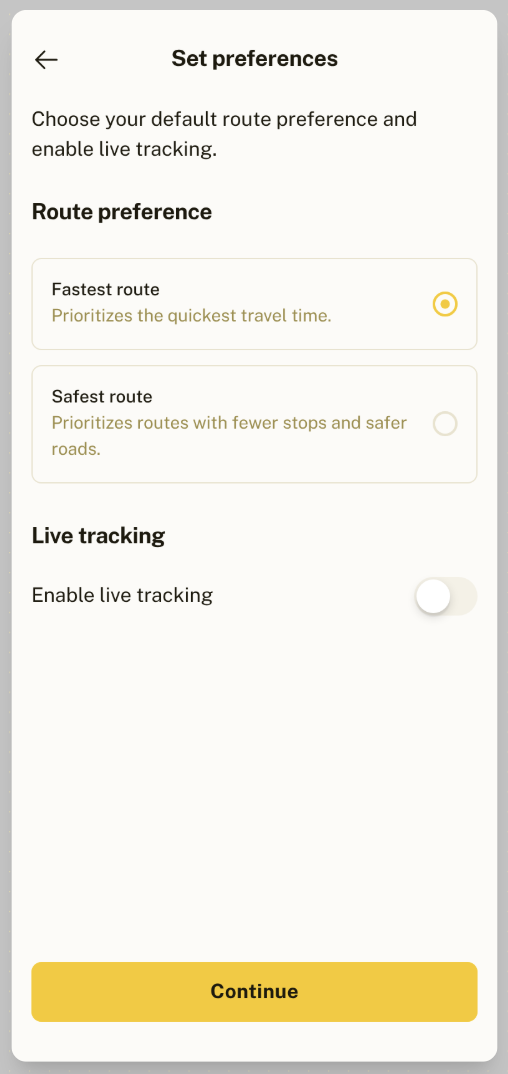 Set preferences
Choose your default route preference and
enable live tracking.
Route preference
Fastest route
Prioritizes the quickest travel time.
Safest route
Prioritizes routes with fewer stops and safer
roads.
Live tracking
Enable live tracking
Continue